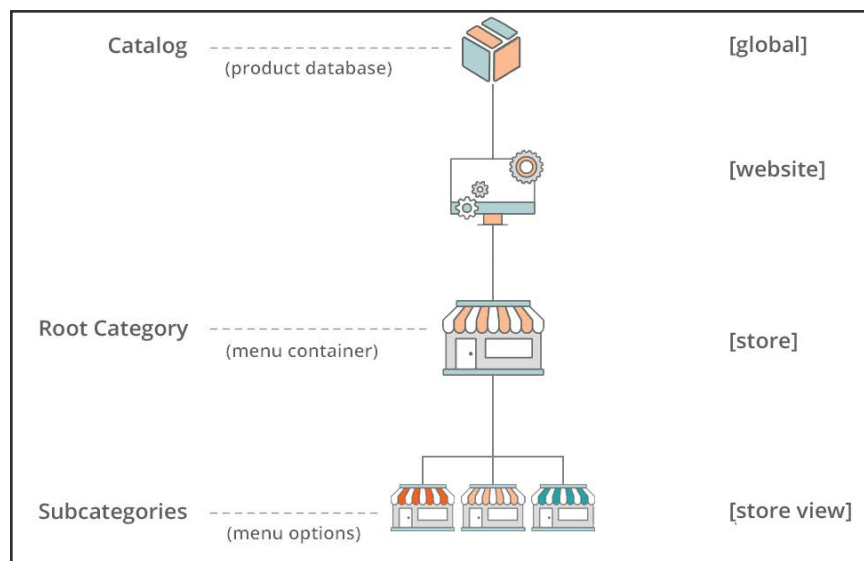 Catalog
(product database)
[global]
[website]
Root Category
(menu container)
[store]
Subcategories
(menu options)
[store view]